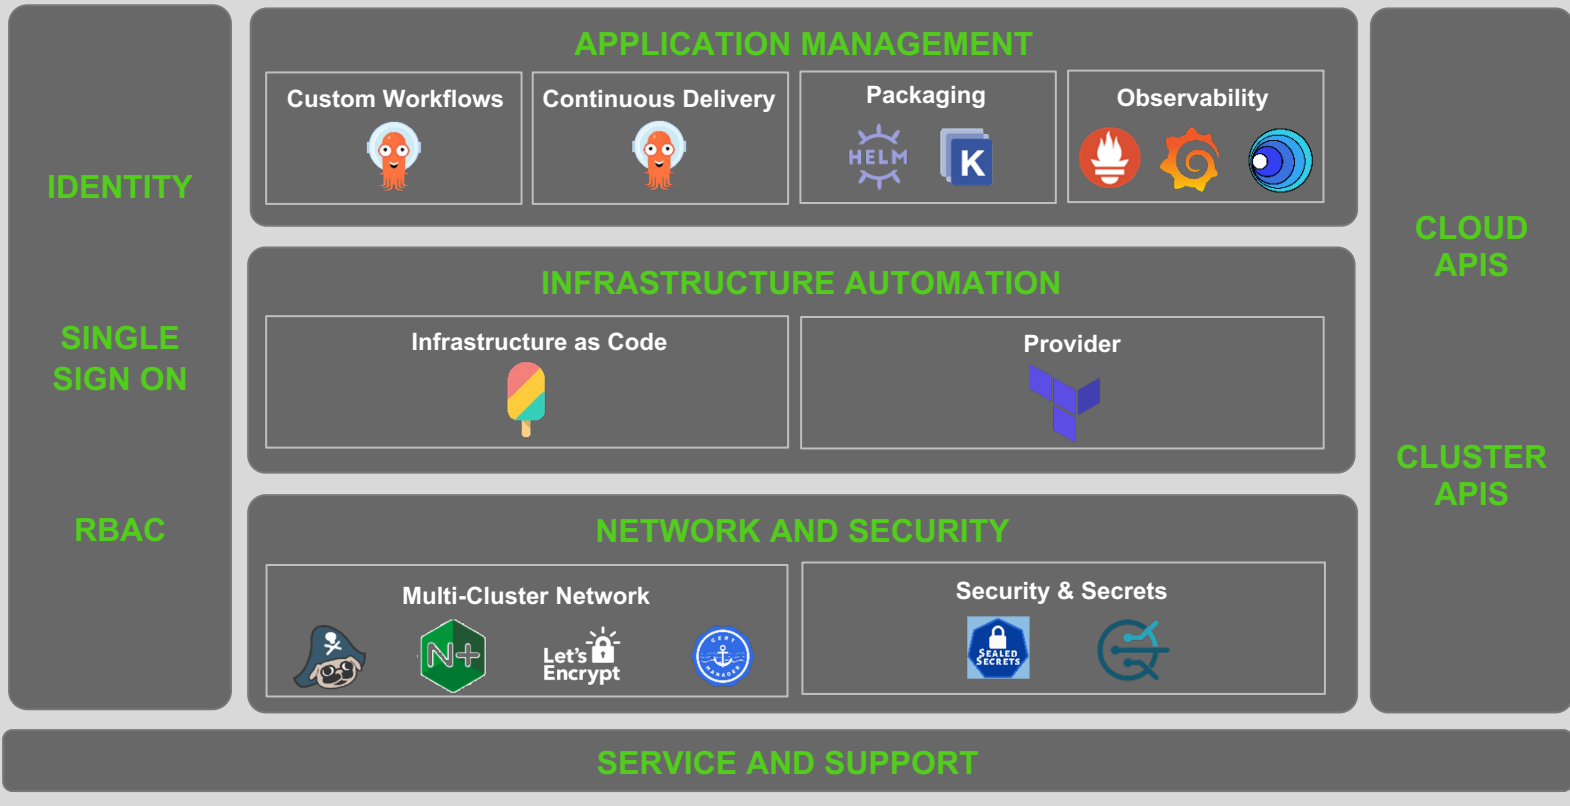 IDENTITY
SINGLE
SIGN ON
RBAC
APPLICATION MANAGEMENT
Custom Workflows
Continuous Delivery
Packaging
HELM
K
Observability
INFRASTRUCTURE AUTOMATION
Infrastructure as Code
Provider
NETWORK AND SECURITY
Multi-Cluster Network
N+
Let's
Encrypt
CERT
MANAGER
Security & Secrets
SEALED
SECRETS
CLOUD
APIS
CLUSTER
APIS
SERVICE AND SUPPORT